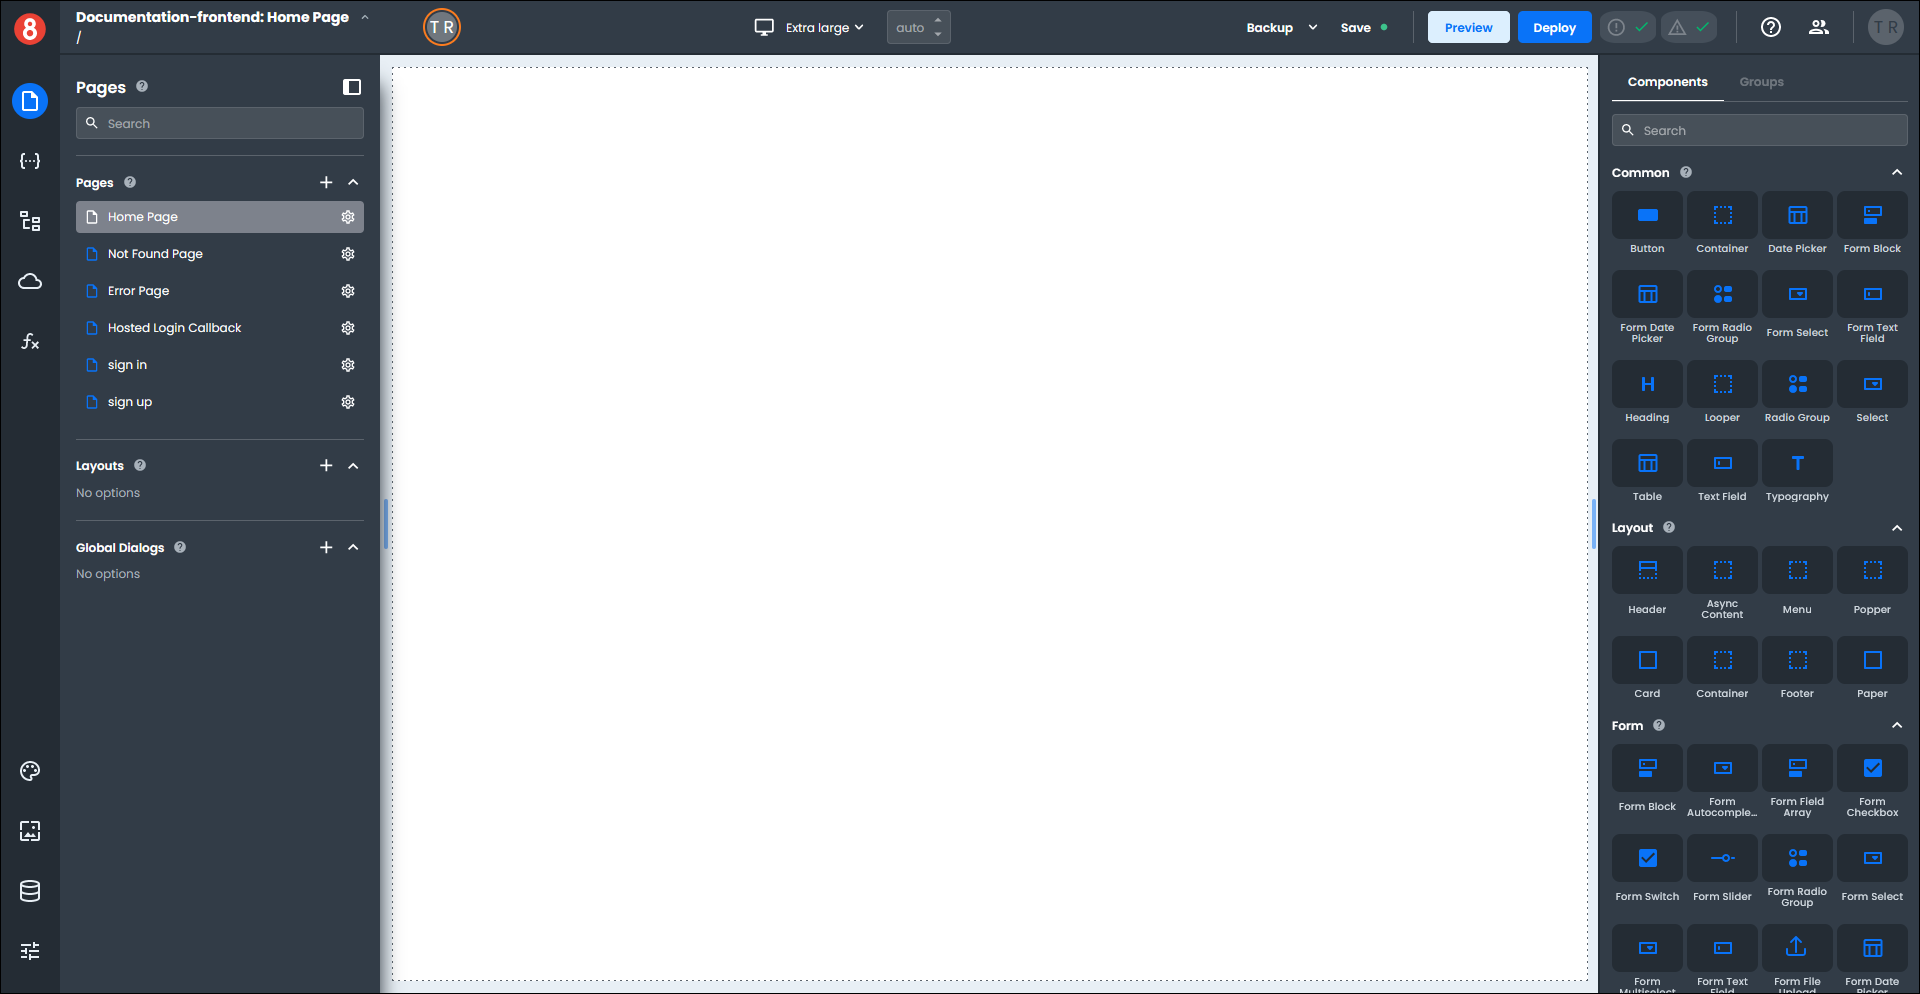 8
Documentation-frontend: Home Page
/
T R
Extra large
auto
Backup
Save
Preview
Deploy
T R
Pages
Search
Pages
Home Page
Not Found Page
Error Page
Hosted Login Callback
sign in
sign up
Layouts
No options
Global Dialogs
No options
Components
Groups
Search
Common
Button
Container
Date Picker
Form Block
Form Date
Picker
Form Radio
Group
Form Select
Form Text
Field
Heading
Looper
Radio Group
Select
Table
Text Field
Typography
Layout
Header
Async
Content
Menu
Popper
Card
Container
Footer
Paper
Form
Form Block
Form
Autocomple...
Form Field
Array
Form
Checkbox
Form Switch
Form Slider
Form Radio
Group
Form Select
Form
Multiselect
Form Text
Field
Form File
Upload
Form Date
Picker